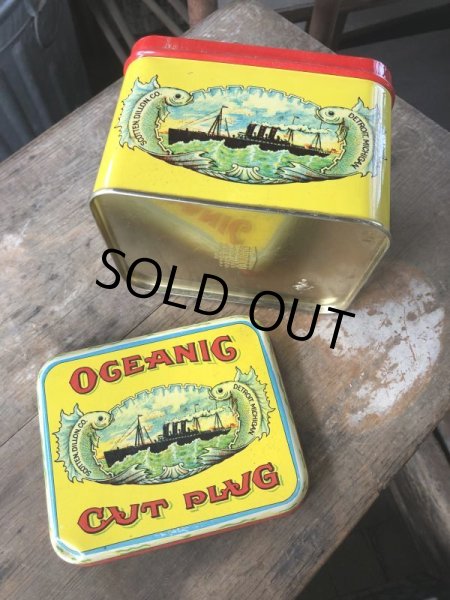 SCOTTEN, DILLON CO.
DETROIT, MICHIGAN
SOLD OUT
OCEANIC
SCOTTEN, DILLON CO.
DETROIT, MICHIGAN
CUT PLUG